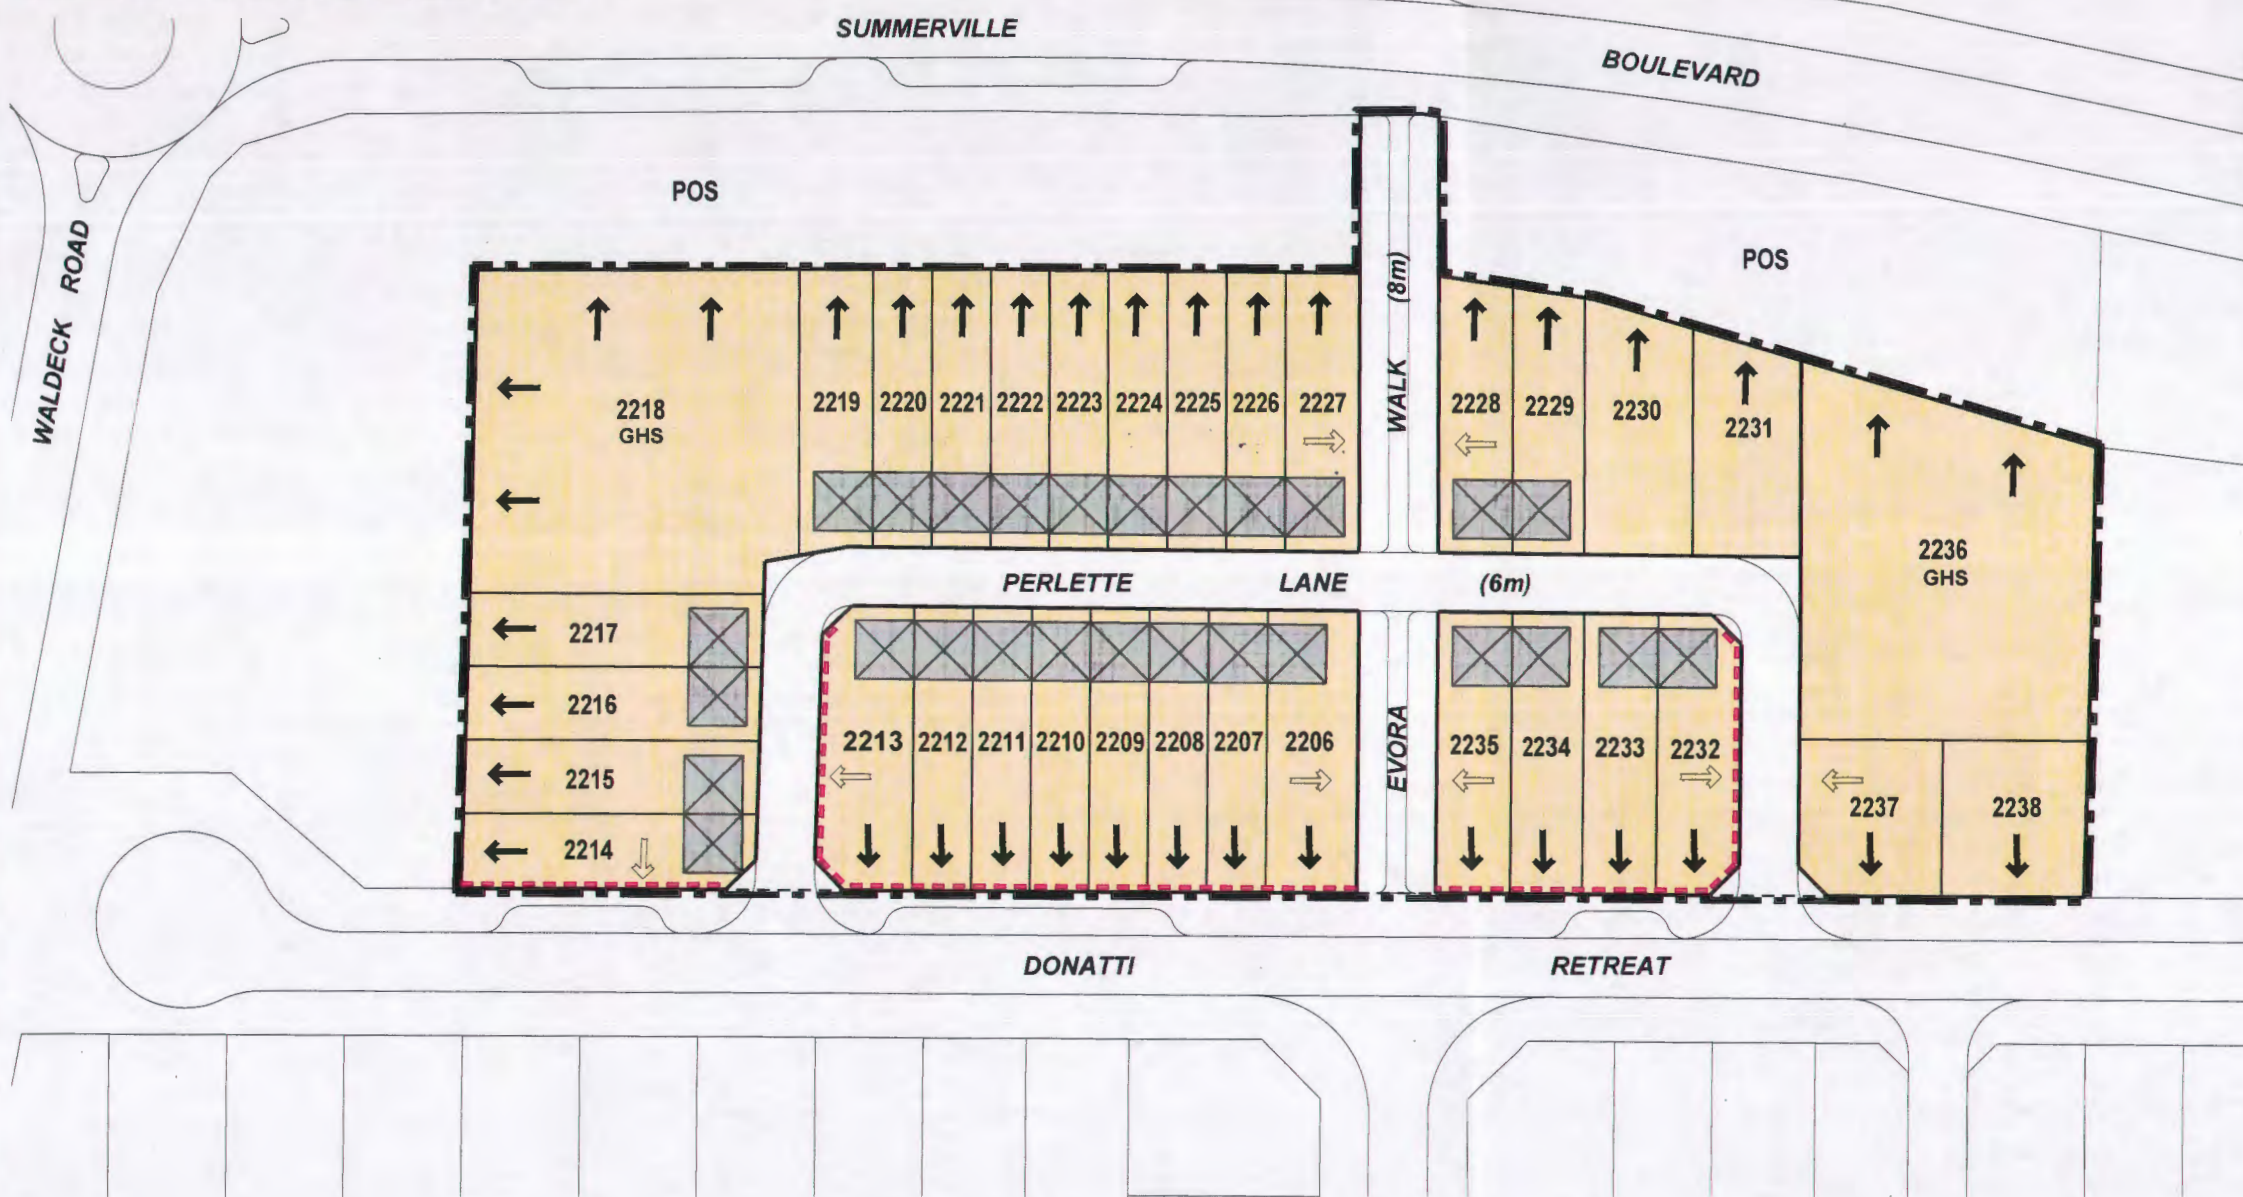 SUMMERVILLE
BOULEVARD
WALDECK ROAD
POS
POS
2218
GHS
2219 2220 2221 2222 2223 2224 2225 2226 2227
WALK (8m)
2228 2229 2230 2231
2236
GHS
PERLETTE LANE (6m)
2217
2216
2215
2214
2213 2212 2211 2210 2209 2208 2207 2206
EVORA
2235 2234 2233 2232
2237 2238
DONATTI RETREAT